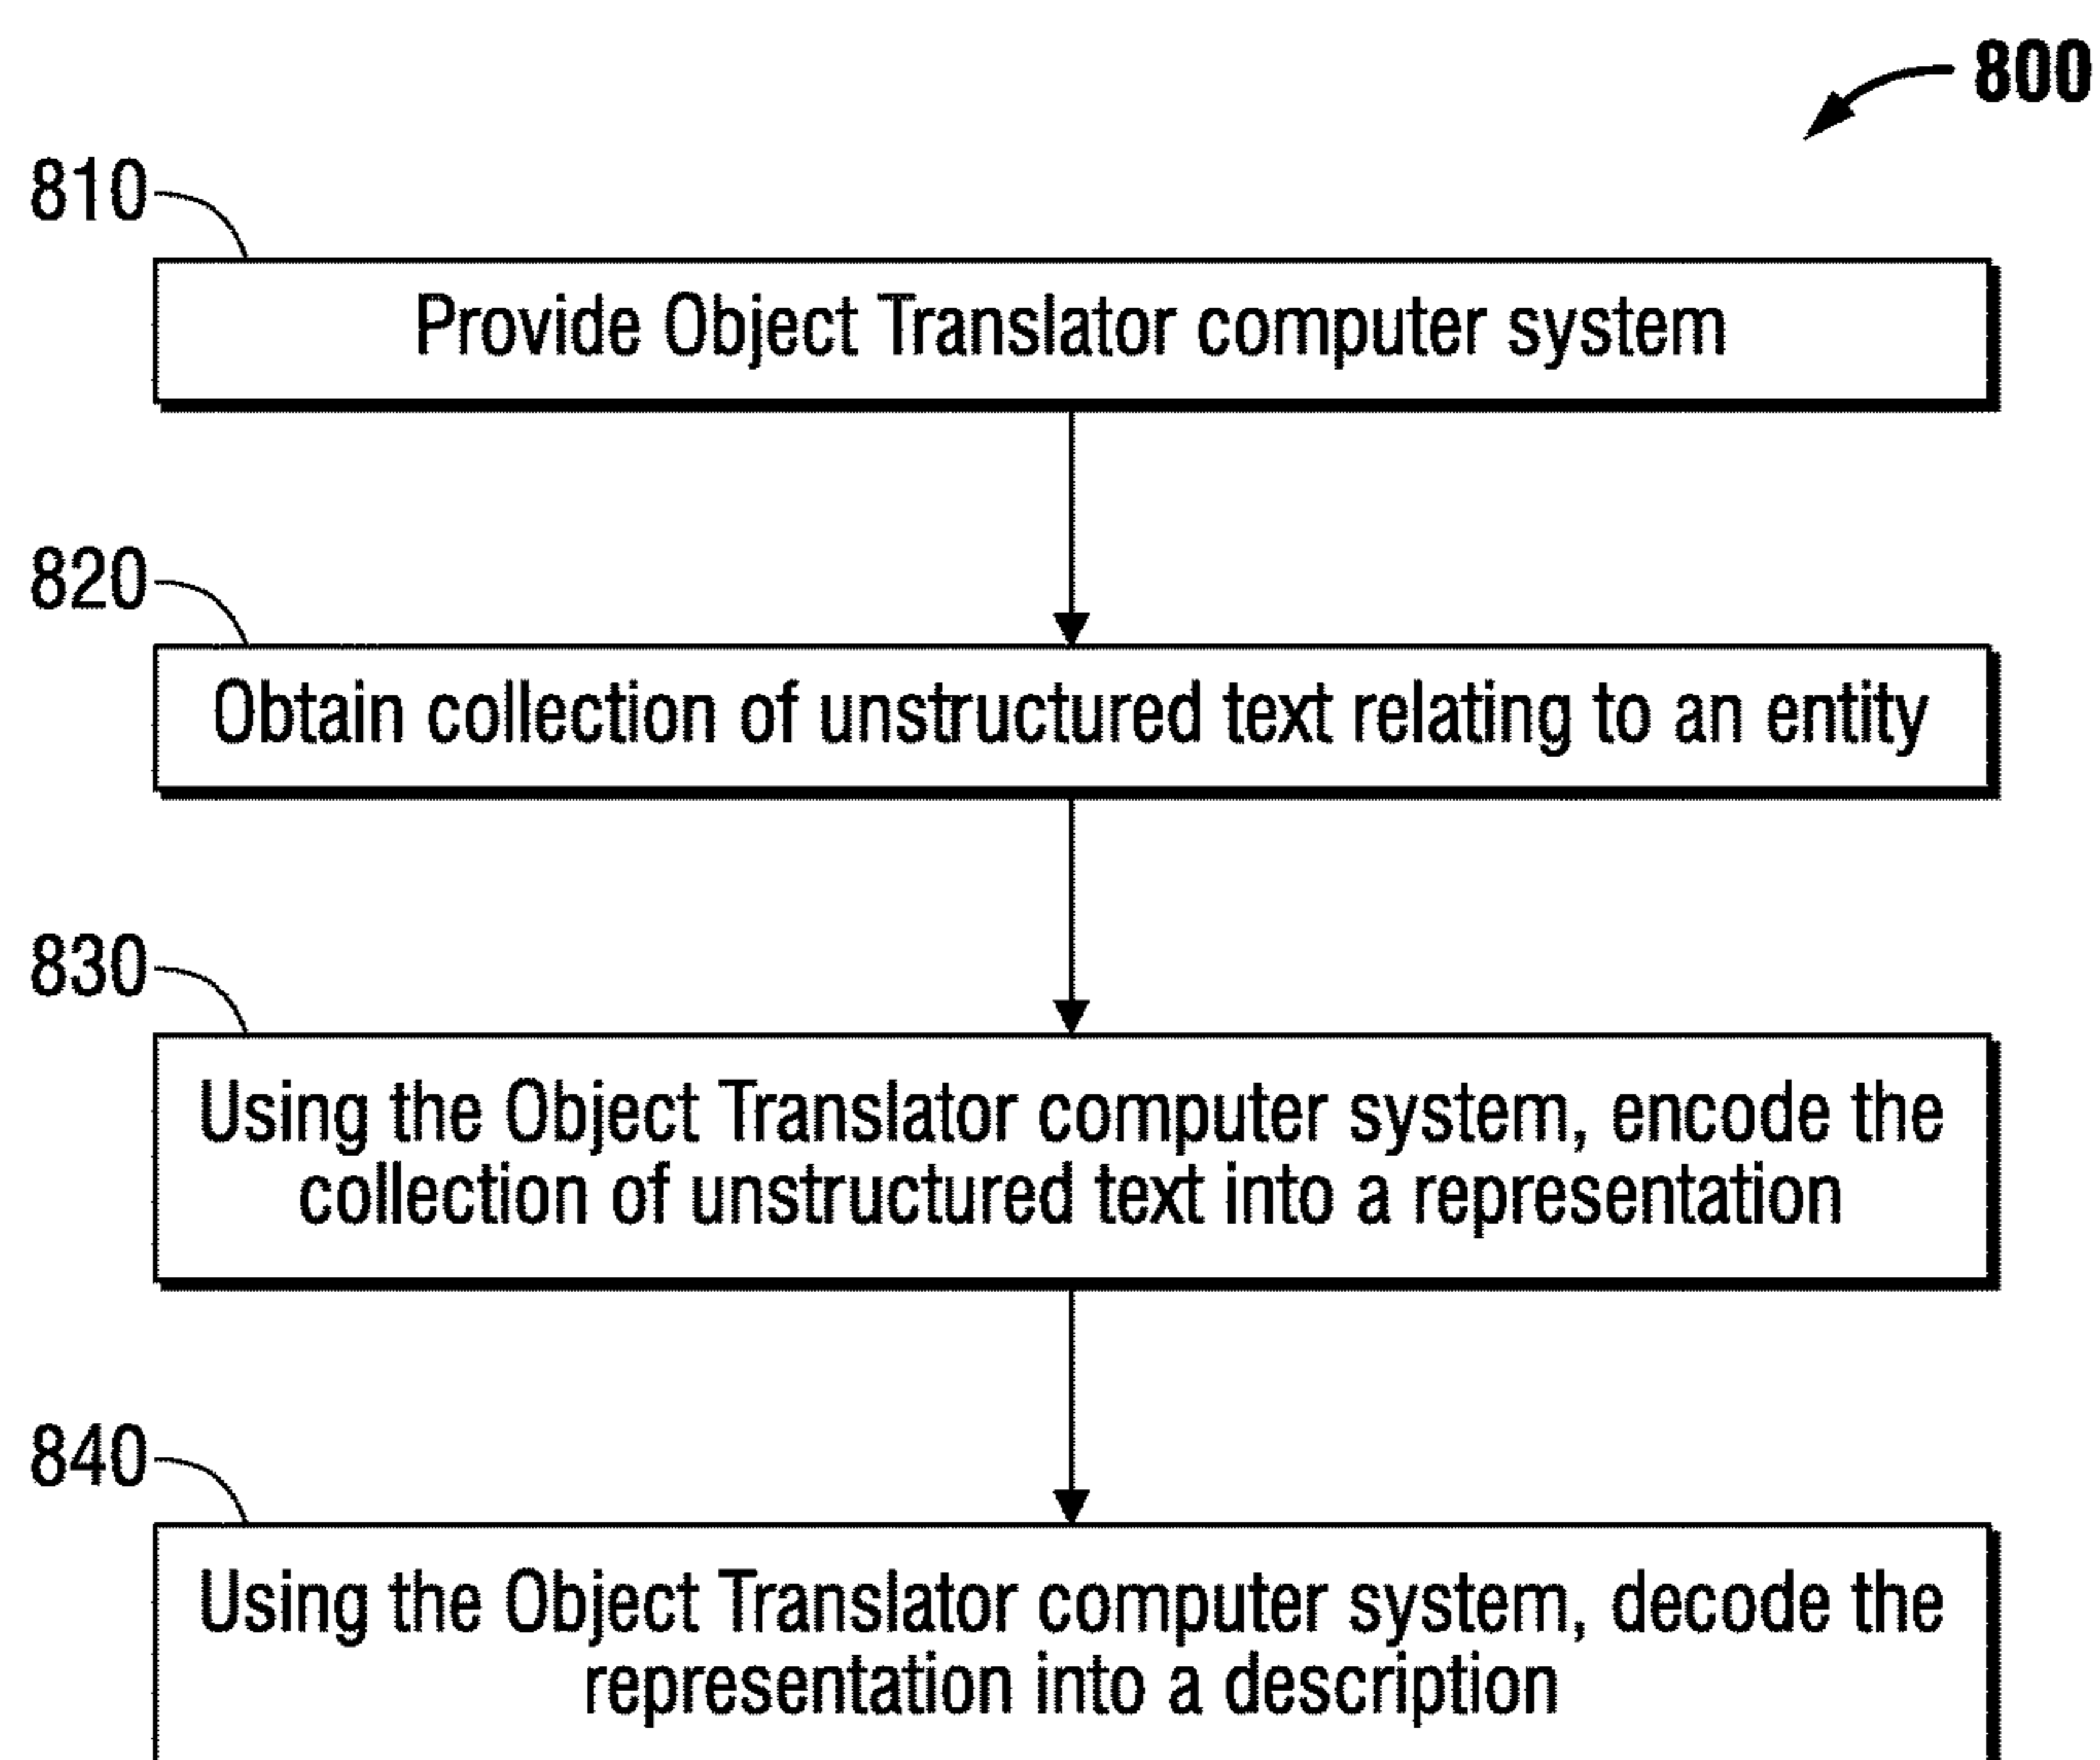 800
810
Provide Object Translator computer system
820
Obtain collection of unstructured text relating to an entity
830
Using the Object Translator computer system, encode the
collection of unstructured text into a representation
840
Using the Object Translator computer system, decode the
representation into a description